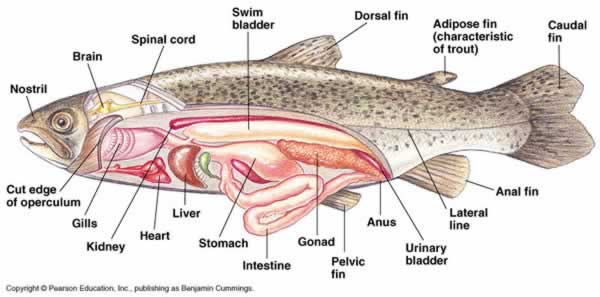 Swim
bladder
Dorsal fin
Adipose fin
(characteristic
of trout)
Caudal
fin
Spinal cord
Brain
Nostril
Cut edge
of operculum
Gills
Kidney
Heart
Liver
Stomach
Intestine
Gonad
Pelvic
fin
Anus
Urinary
bladder
Lateral
line
Anal fin
Copyright © Pearson Education, Inc., publishing as Benjamin Cummings.